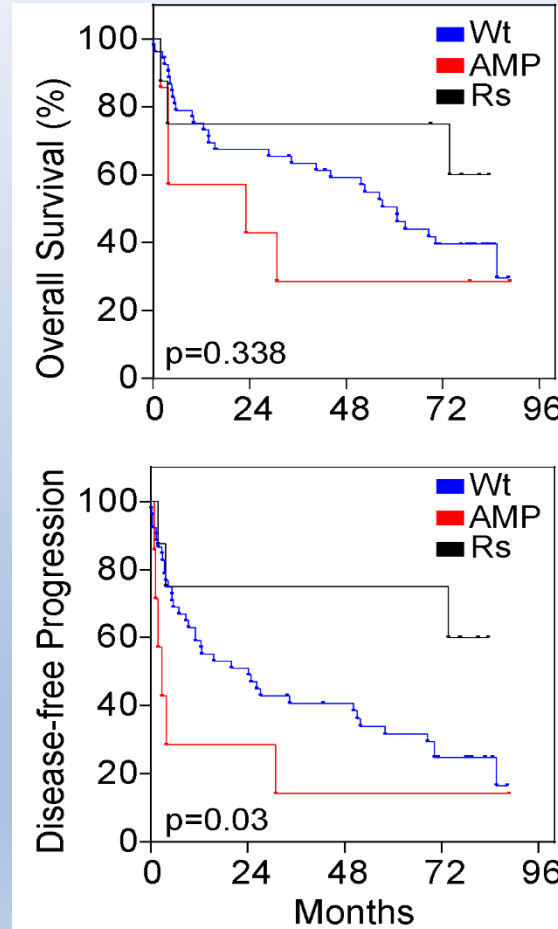 Overall Survival (%)
100
80
60
40
20
0
Wt
AMP
Rs
p=0.338
0 24 48 72 96
Disease-free Progression
100
80
60
40
20
0
Wt
AMP
Rs
p=0.03
0 24 48 72 96
Months